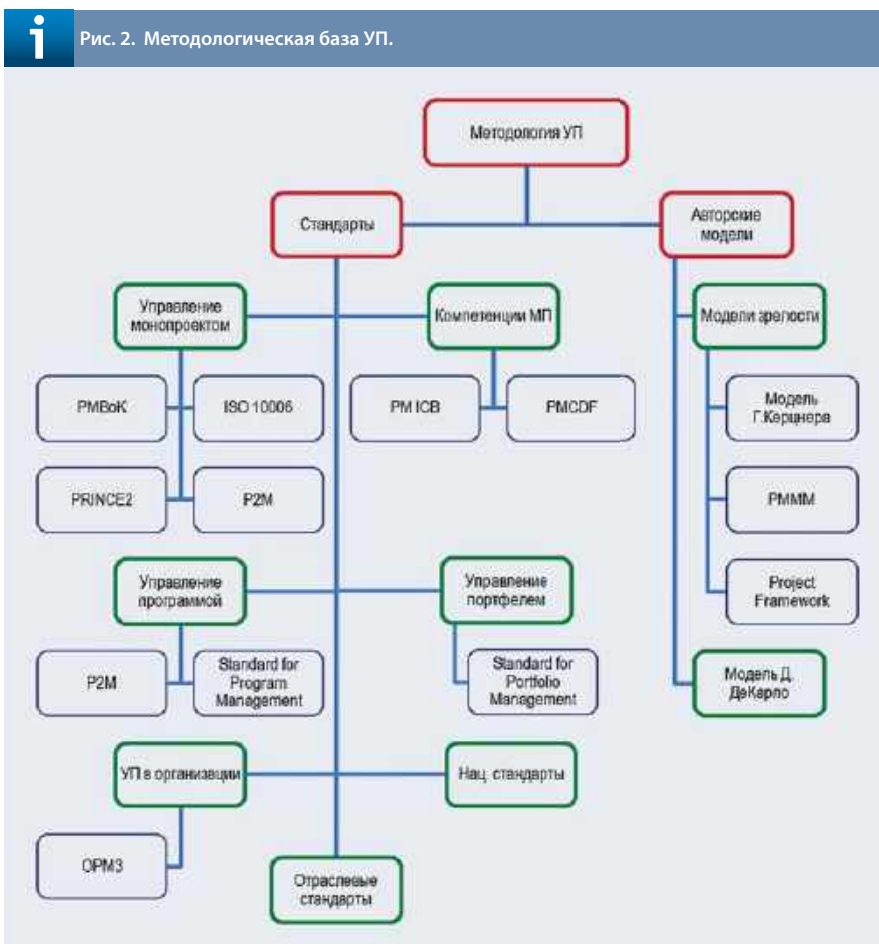 i
Рис. 2. Методологическая база УП.
Методология УП
Стандарты
Авторские
модели
Управление
монопроектом
Компетенции МП
Модели зрелости
PMBoK
ISO 10006
PM ICB
PMCDF
Модель
Г.Керцнера
PRINCE2
P2M
PMMM
Управление
программой
Управление
портфелем
Project
Framework
P2M
Standard for
Program
Management
Standard for
Portfolio
Management
Модель Д.
ДеКарло
УП в организации
Нац. стандарты
OPM3
Отраслевые
стандарты